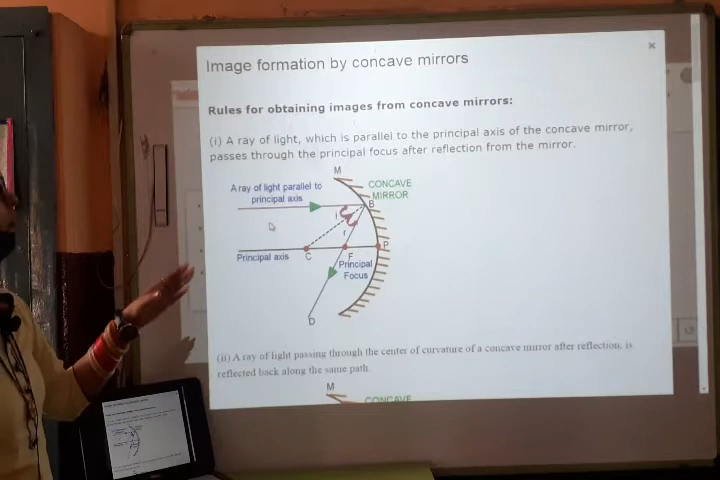 Image formation by concave mirrors
Rules for obtaining images from concave mirrors:
(i) A ray of light, which is parallel to the principal axis of the concave mirror,
passes through the principal focus after reflection from the mirror.
M
A ray of light parallel to
principal axis
CONCAVE
MIRROR
B
i
r
P
Principal axis
C
F
Principal
Focus
D
(ii) A ray of light passing through the center of curvature of a concave mirror after reflection, is
reflected back along the same path.
M
CONCAVE